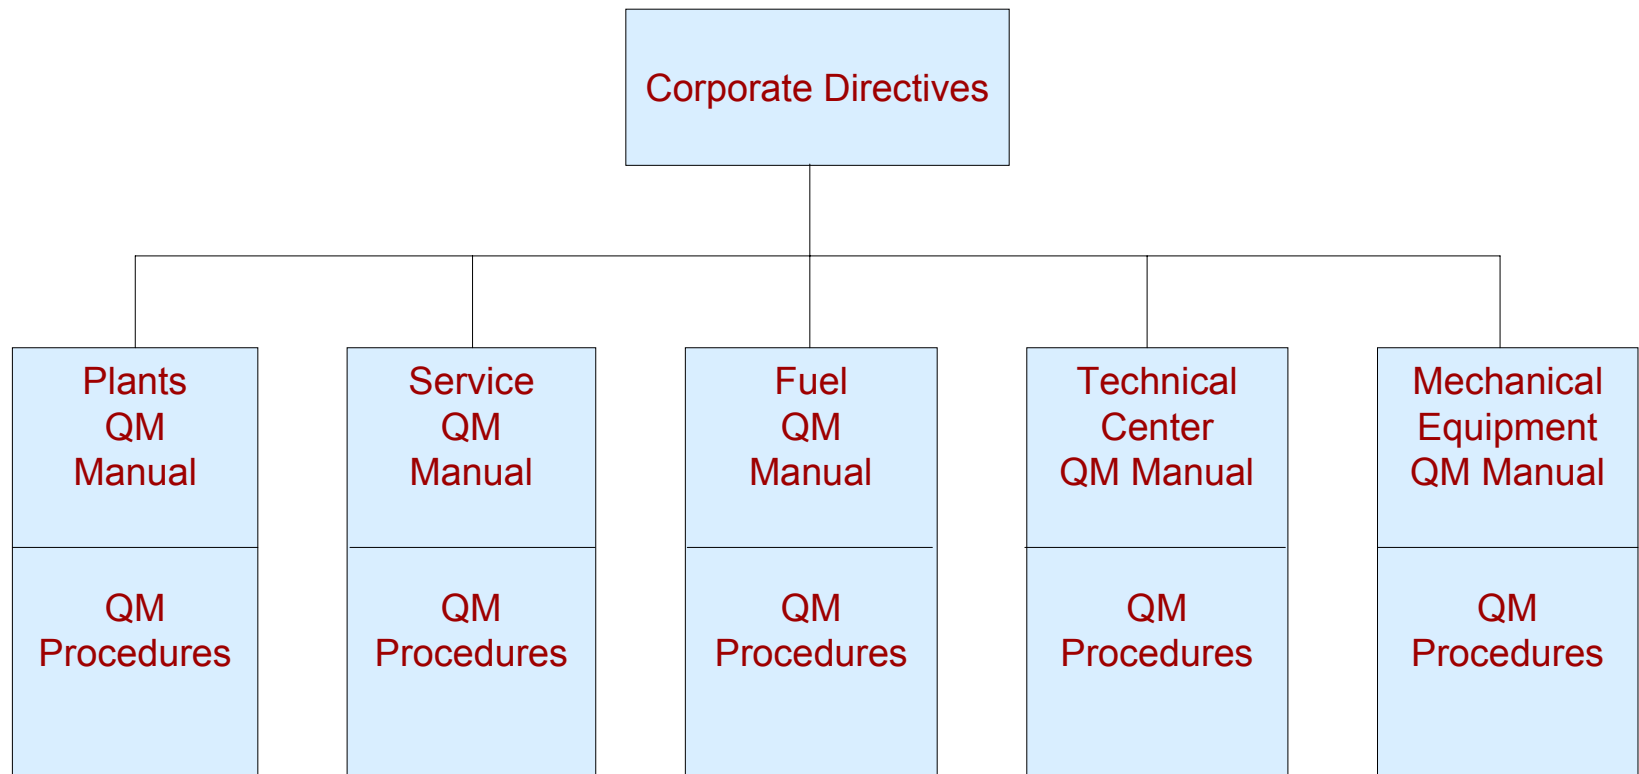 Corporate Directives
Plants
QM
Manual
QM
Procedures
Service
QM
Manual
QM
Procedures
Fuel
QM
Manual
QM
Procedures
Technical
Center
QM Manual
QM
Procedures
Mechanical
Equipment
QM Manual
QM
Procedures